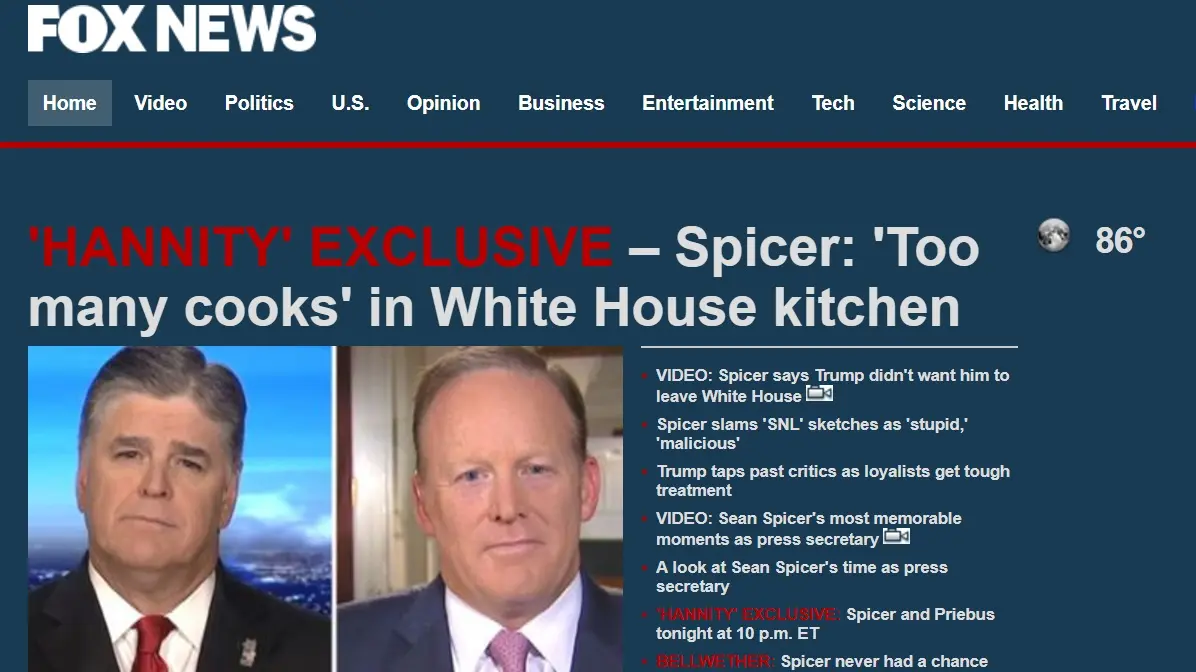 FOX NEWS
Home Video Politics U.S. Opinion Business Entertainment Tech Science Health Travel
'HANNITY' EXCLUSIVE – Spicer: 'Too
many cooks' in White House kitchen
86°
VIDEO: Spicer says Trump didn't want him to
leave White House
Spicer slams 'SNL' sketches as 'stupid,'
'malicious'
Trump taps past critics as loyalists get tough
treatment
VIDEO: Sean Spicer's most memorable
moments as press secretary
A look at Sean Spicer's time as press
secretary
'HANNITY' EXCLUSIVE: Spicer and Priebus
tonight at 10 p.m. ET
BELLWETHER: Spicer never had a chance